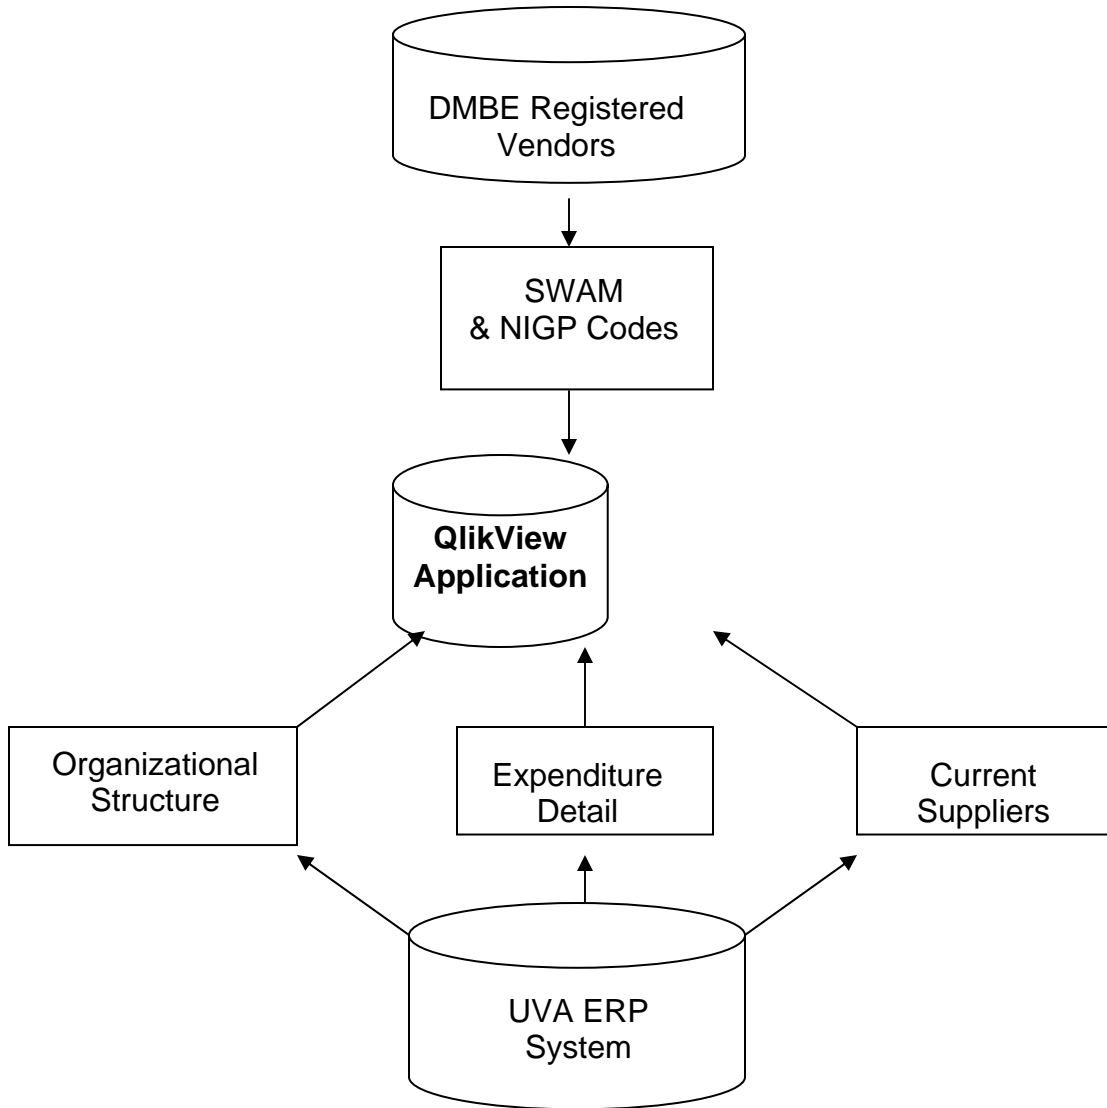 DMBE Registered
Vendors
SWAM
& NIGP Codes
QlikView
Application
Organizational
Structure
Expenditure
Detail
Current
Suppliers
UVA ERP
System